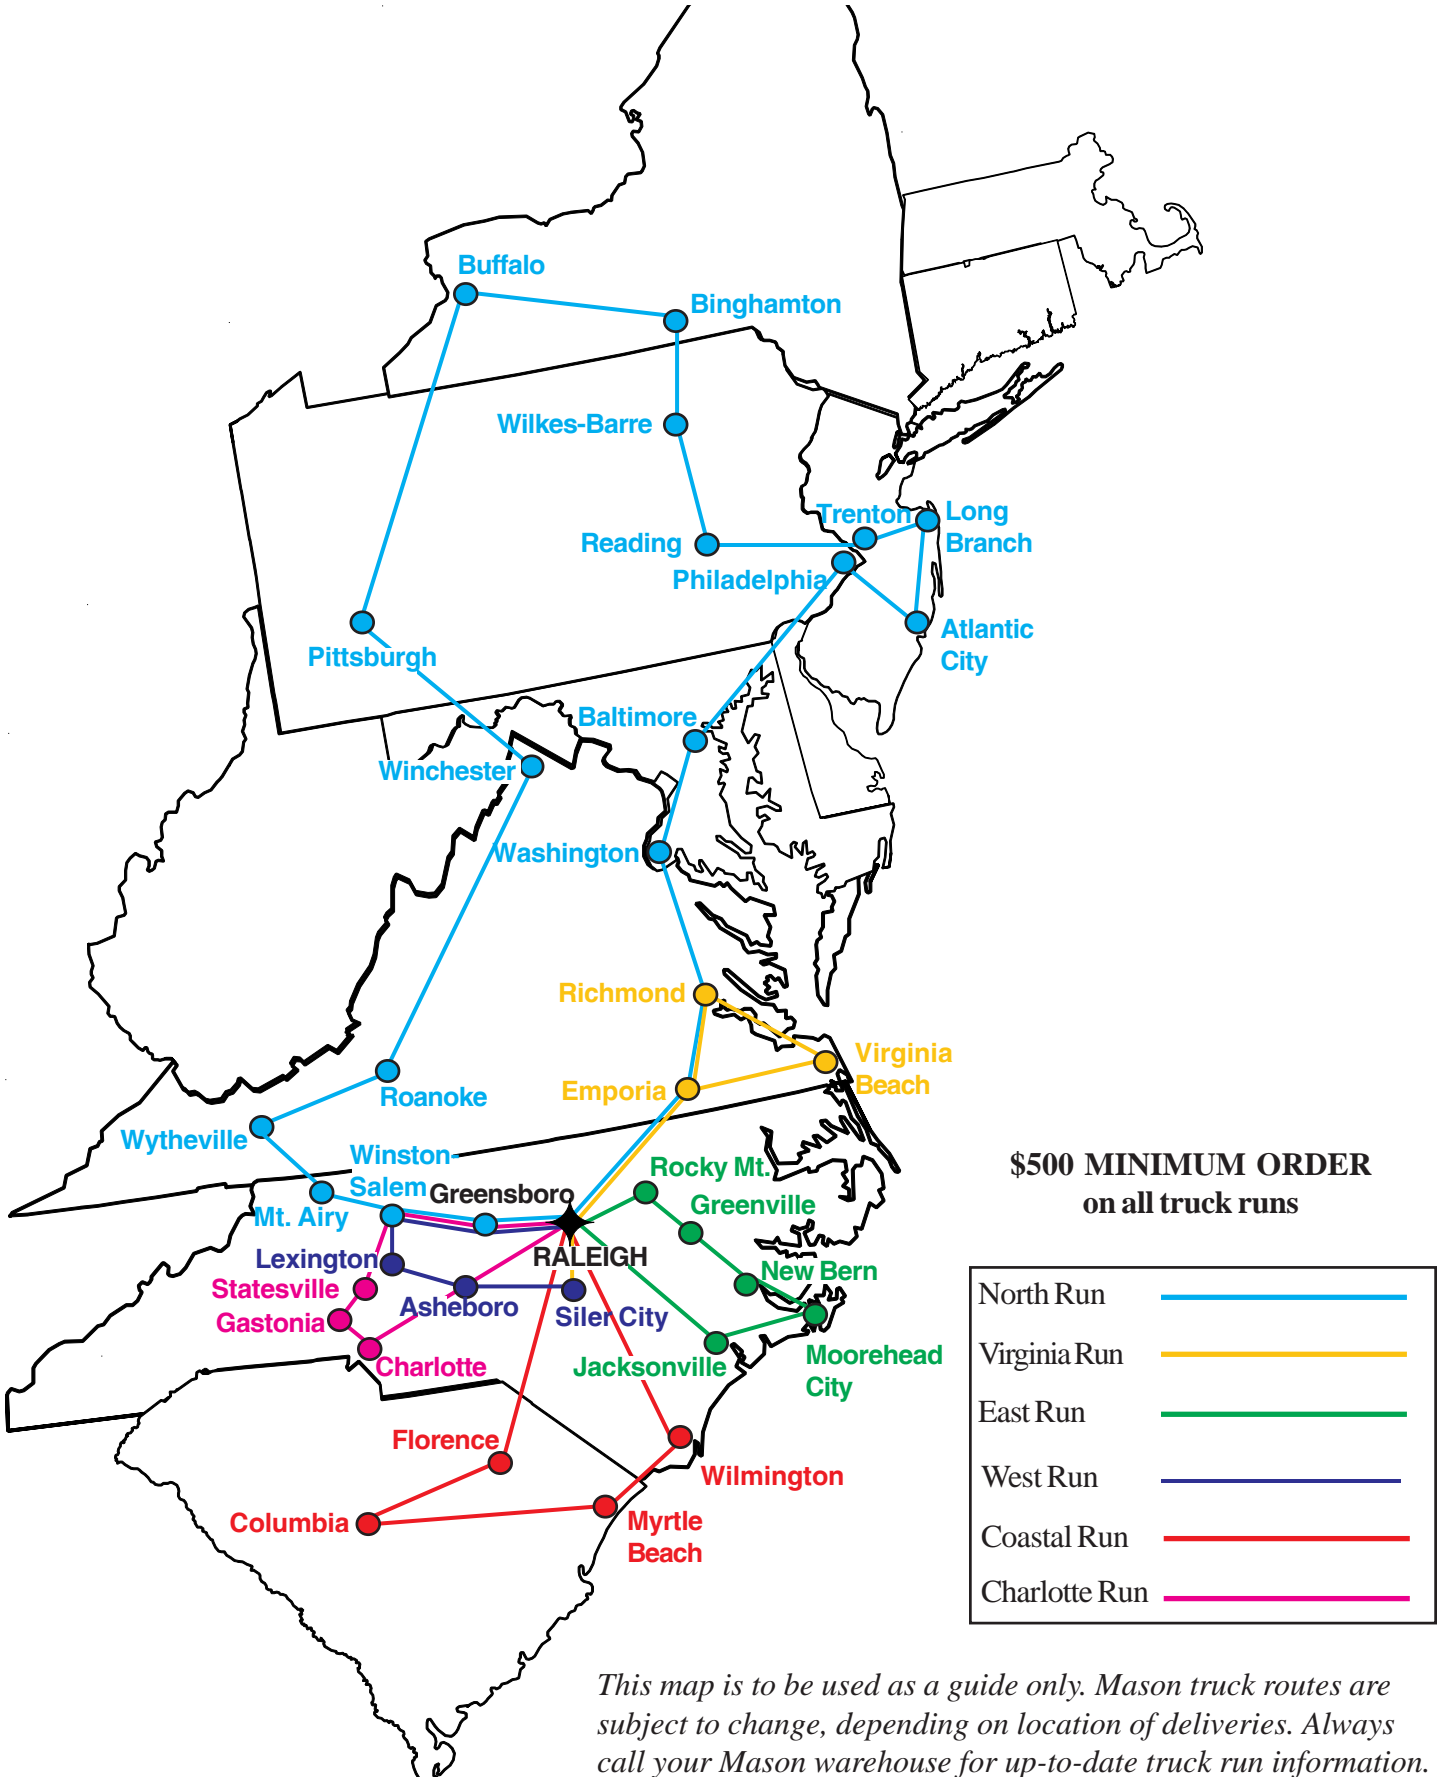 Buffalo
Binghamton
Wilkes-Barre
Trenton
Long
Branch
Reading
Philadelphia
Atlantic
City
Pittsburgh
Baltimore
Winchester
Washington
Richmond
Virginia
Beach
Emporia
Roanoke
Wytheville
Winston
Salem
Greensboro
Rocky Mt.
Greenville
Mt. Airy
RALEIGH
Lexington
New Bern
Statesville
Asheboro
Siler City
Gastonia
Charlotte
Jacksonville
Moorehead
City
Florence
Wilmington
Columbia
Myrtle
Beach
$500 MINIMUM ORDER
on all truck runs
North Run
Virginia Run
East Run
West Run
Coastal Run
Charlotte Run
This map is to be used as a guide only. Mason truck routes are
subject to change, depending on location of deliveries. Always
call your Mason warehouse for up-to-date truck run information.